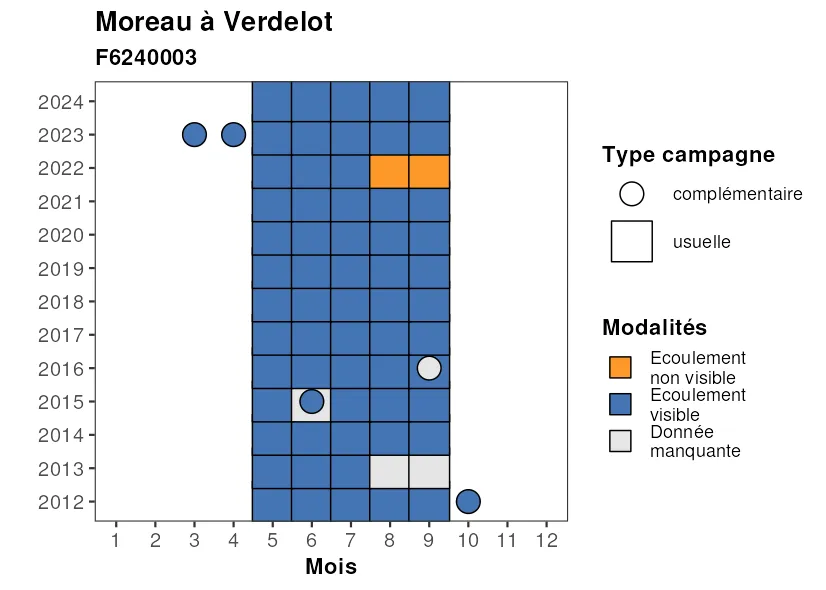 Moreau à Verdelot
F6240003
2024
2023
2022
2021
2020
2019
2018
2017
2016
2015
2014
2013
2012
1 2 3 4 5 6 7 8 9 10 11 12
Mois
Type campagne
complémentaire
usuelle
Modalités
Ecoulement
non visible
Ecoulement
visible
Donnée
manquante